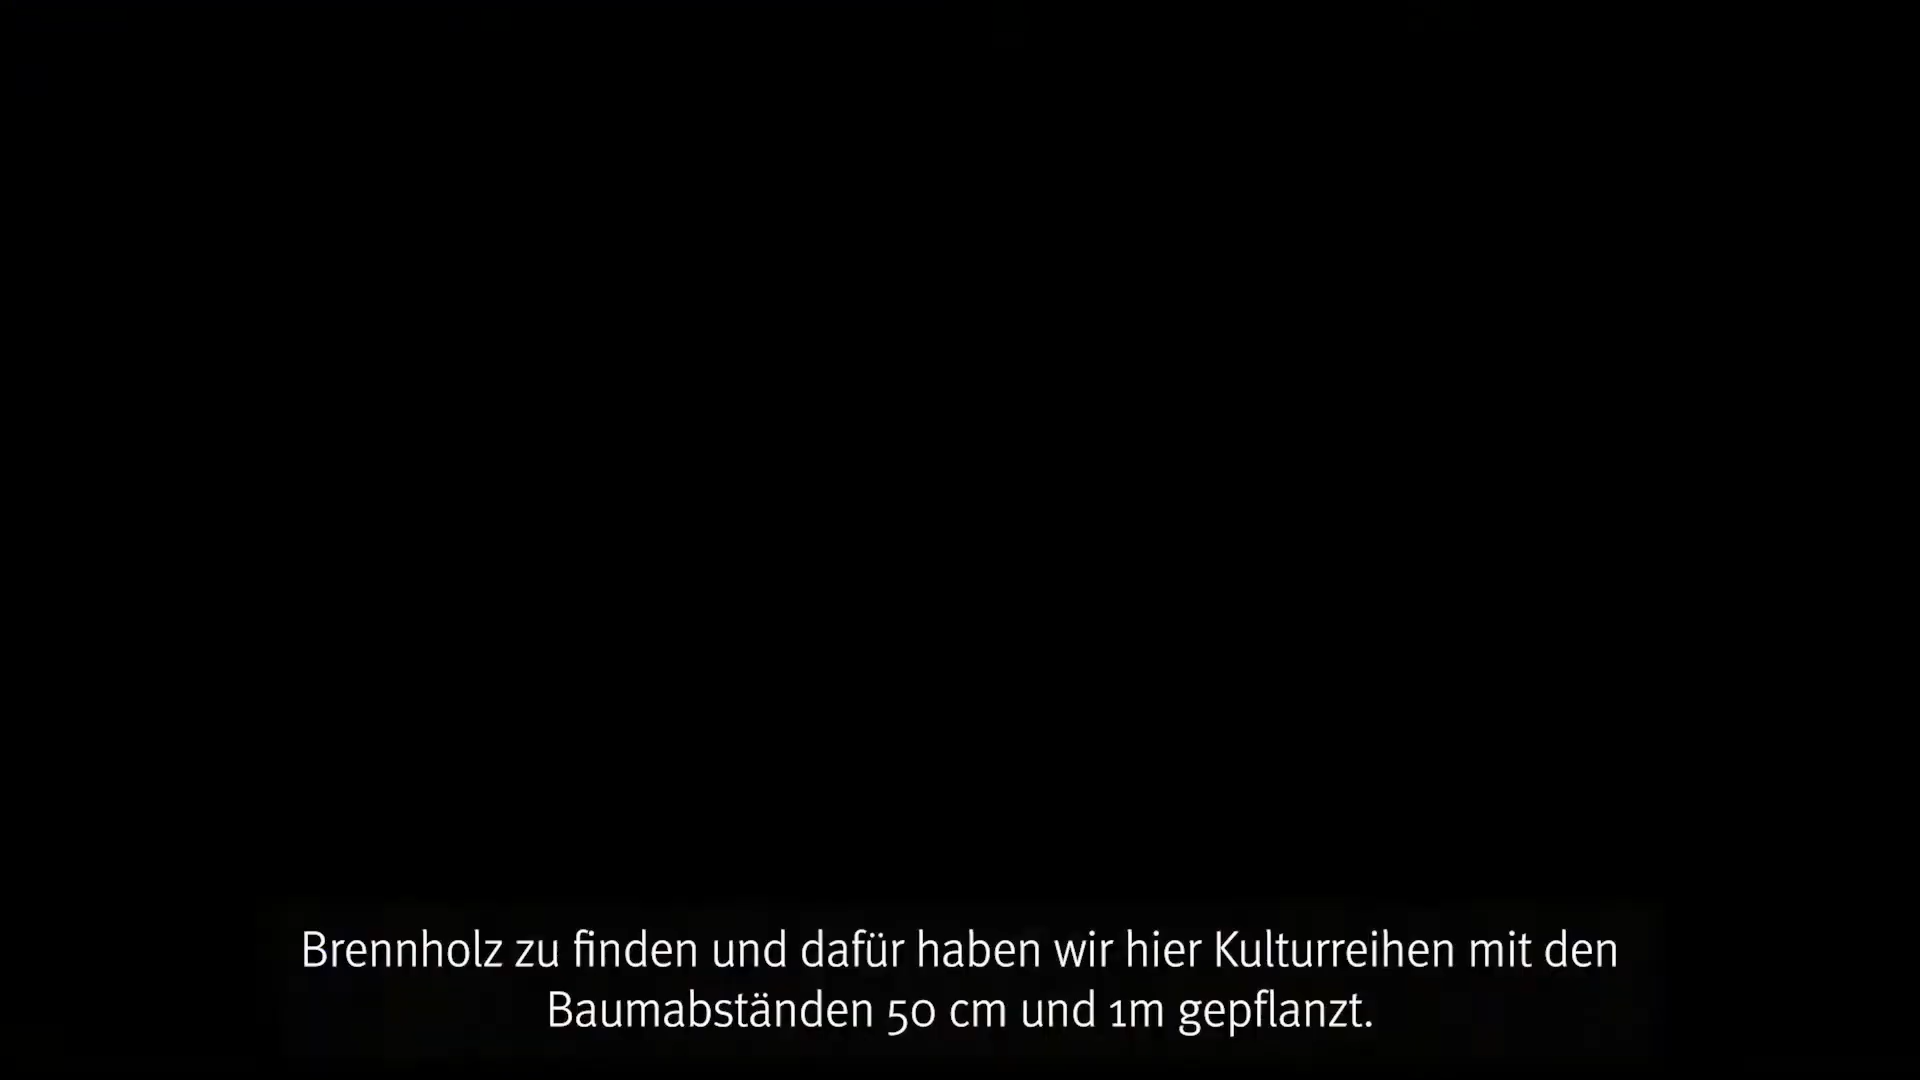 Brennholz zu finden und dafür haben wir hier Kulturreihen mit den
Baumabständen 50 cm und 1m gepflanzt.